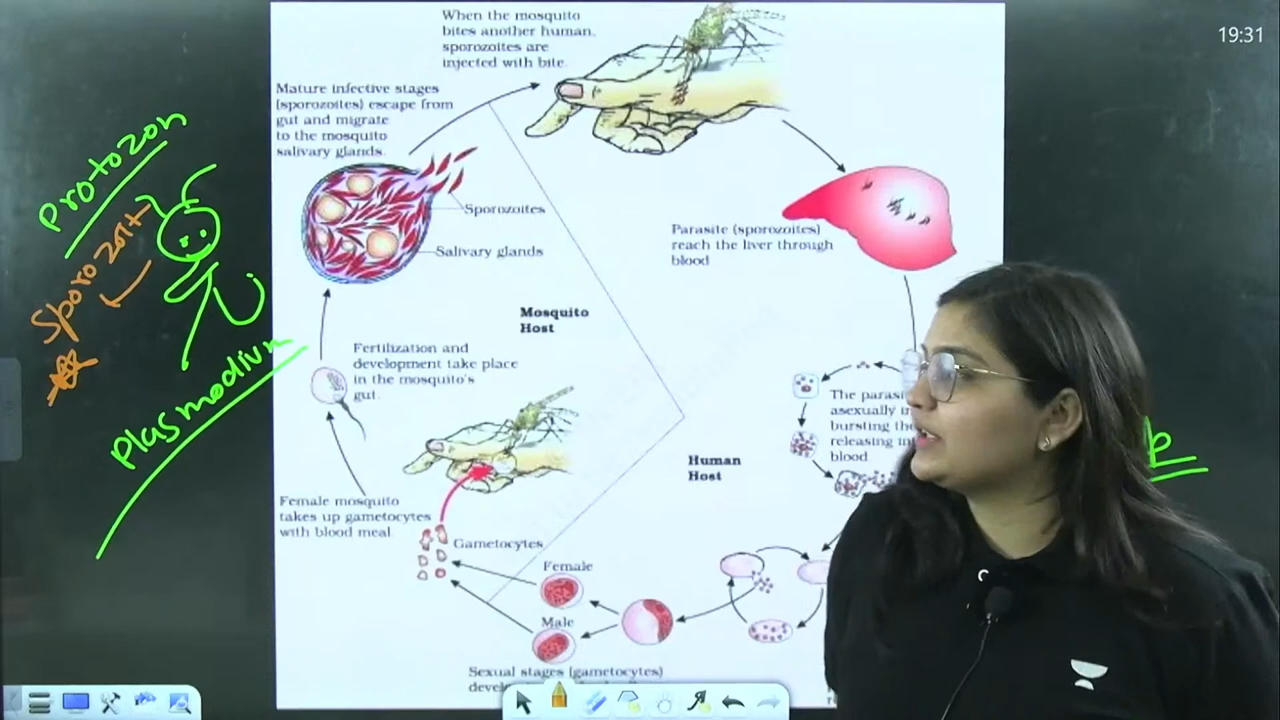 19:31
When the mosquito
bites another human,
sporozoites are
injected with bite.
Mature infective stages
(sporozoites) escape from
gut and migrate
to the mosquito
salivary glands.
Protozon
Sporozoit
Plasmodium
Sporozoites
Salivary glands
Parasite (sporozoites)
reach the liver through
blood
Mosquito
Host
Fertilization and
development take place
in the mosquito's
gut.
The paras
asexually i
bursting the
releasing in
blood
Human
Host
Female mosquito
takes up gametocytes
with blood meal.
Gametocytes
Female
Male
Sexual stages (gametocytes)